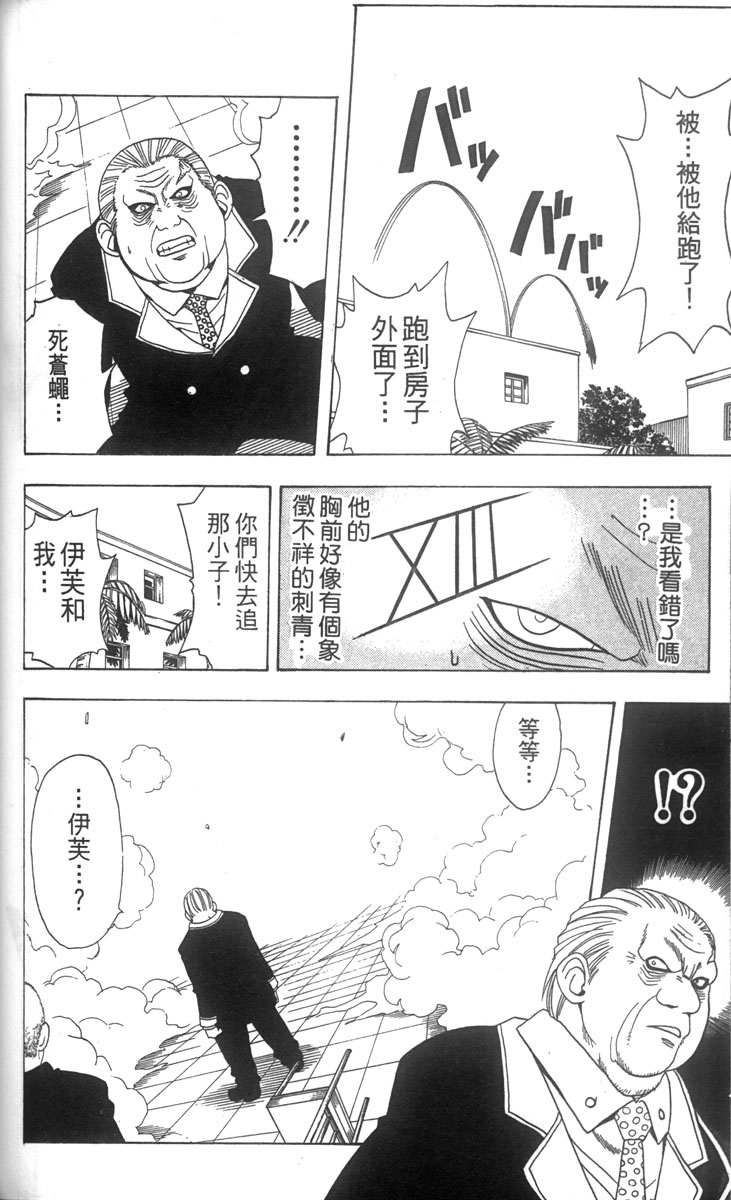 被…被他給跑了！
バッ
バッ
跑到房子
外面了…
………!!
死蒼蠅…
…是我看錯了嗎
…？
XIII
他的
胸前好像有個象
徵不祥的刺青…
你們快去追
那小子！
伊芙和
我…
!?
等等…
…伊芙…？